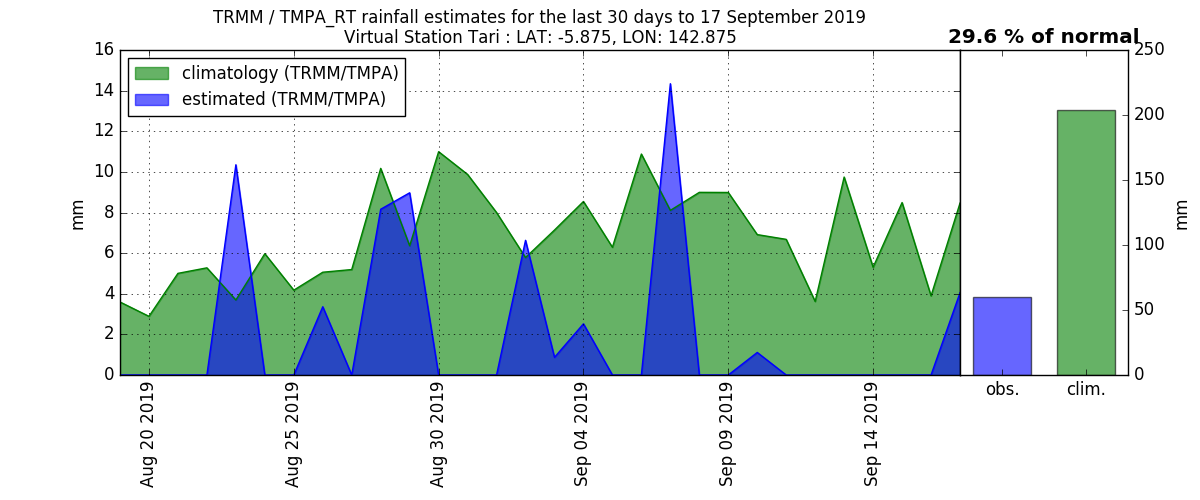 TRMM / TMPA_RT rainfall estimates for the last 30 days to 17 September 2019
Virtual Station Tari : LAT: -5.875, LON: 142.875
29.6 % of normal
climatology (TRMM/TMPA)
estimated (TRMM/TMPA)
mm
16
14
12
10
8
6
4
2
0
Aug 20 2019
Aug 25 2019
Aug 30 2019
Sep 04 2019
Sep 09 2019
Sep 14 2019
250
200
150
100
50
0
mm
obs.
clim.